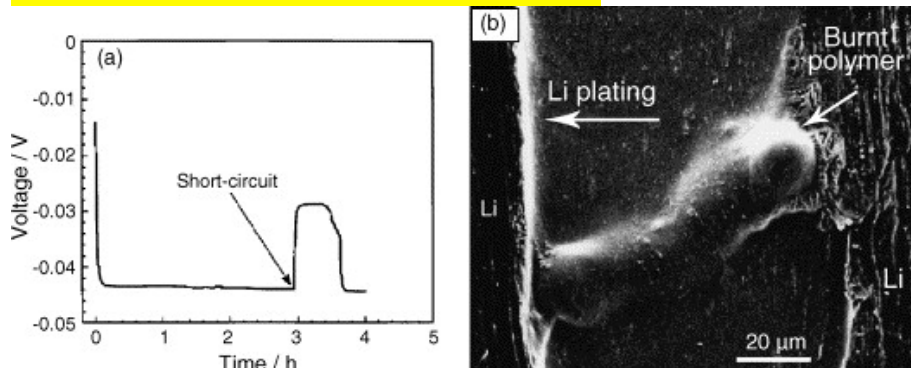 (a)
0
-0.01
-0.02
-0.03
-0.04
-0.05
Voltage / V
Short-circuit
0 1 2 3 4 5
Time / h
(b)
Burnt
polymer
Li plating
Li
Li
20 µm